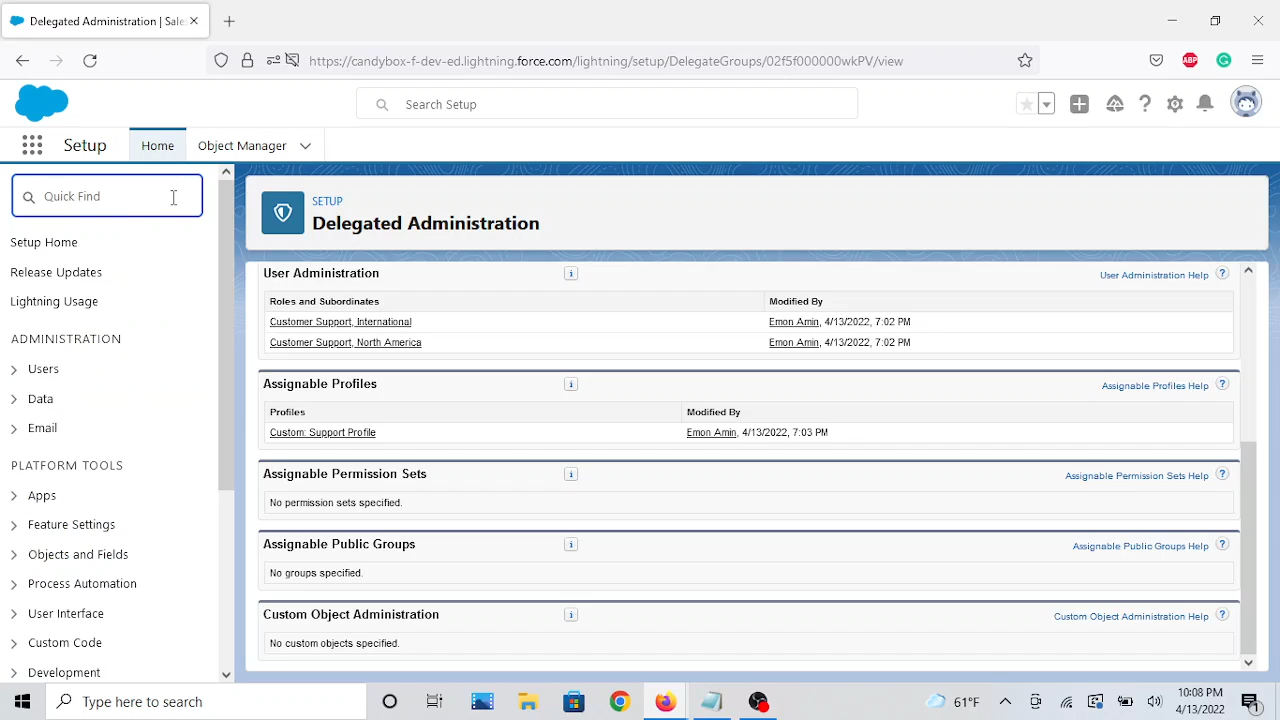 Delegated Administration | Sale
https://candybox-f-dev-ed.lightning.force.com/lightning/setup/DelegateGroups/02f5f000000wkPV/view
ABP
G
Search Setup
Setup
Home
Object Manager
Quick Find
Setup Home
Release Updates
Lightning Usage
ADMINISTRATION
Users
Data
Email
PLATFORM TOOLS
Apps
Feature Settings
Objects and Fields
Process Automation
User Interface
Custom Code
Development
SETUP
Delegated Administration
User Administration
i
User Administration Help
?
Roles and Subordinates
Modified By
Customer Support, International
Emon Amin, 4/13/2022, 7:02 PM
Customer Support, North America
Emon Amin, 4/13/2022, 7:02 PM
Assignable Profiles
i
Assignable Profiles Help
?
Profiles
Modified By
Custom: Support Profile
Emon Amin, 4/13/2022, 7:03 PM
Assignable Permission Sets
i
Assignable Permission Sets Help
?
No permission sets specified.
Assignable Public Groups
i
Assignable Public Groups Help
?
No groups specified.
Custom Object Administration
i
Custom Object Administration Help
?
No custom objects specified.
Type here to search
61°F
10:08 PM
4/13/2022
1